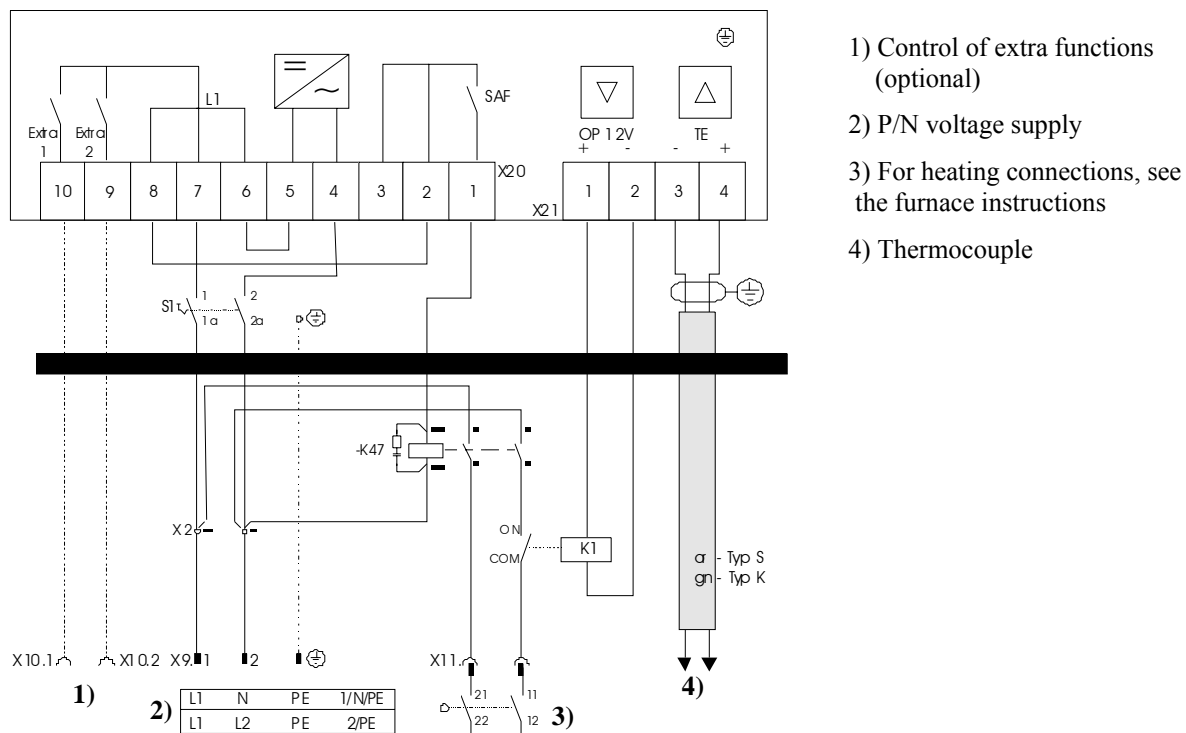 L1
SAF
Extra
1
Extra
2
OP 12V
+ -
TE
- +
10 9 8 7 6 5 4 3 2 1
X20
X21
1 2 3 4
S1
1
1a
2
2a
-K47
X2
ON
COM
K1
or - Typ S
gn - Typ K
X10.1
X10.2
X9.
1
2
X11.
21
22
11
12
1)
2)
L1 N PE 1/N/PE
L1 L2 PE 2/PE
3)
4)
1) Control of extra functions
(optional)
2) P/N voltage supply
3) For heating connections, see
the furnace instructions
4) Thermocouple